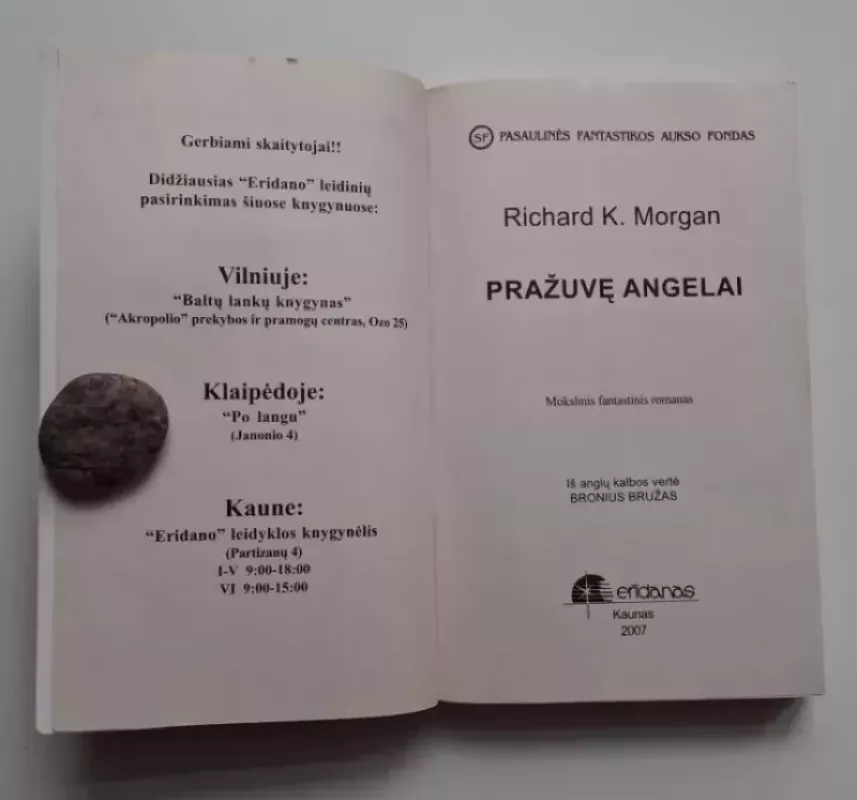 Gerbiami skaitytojai!!
Didžiausias “Eridano” leidinių
pasirinkimas šiuose knygynuose:
Vilniuje:
“Baltų lankų knygynas”
(“Akropolio” prekybos ir pramogų centras, Ozo 25)
Klaipėdoje:
“Po langu”
(Janonio 4)
Kaune:
“Eridano” leidyklos knygynėlis
(Partizanų 4)
I-V 9:00-18:00
VI 9:00-15:00
SF PASAULINĖS FANTASTIKOS AUKSO FONDAS
Richard K. Morgan
PRAŽUVĘ ANGELAI
Mokslinis fantastinis romanas
Iš anglų kalbos vertė
BRONIUS BRUŽAS
eridanas
Kaunas
2007